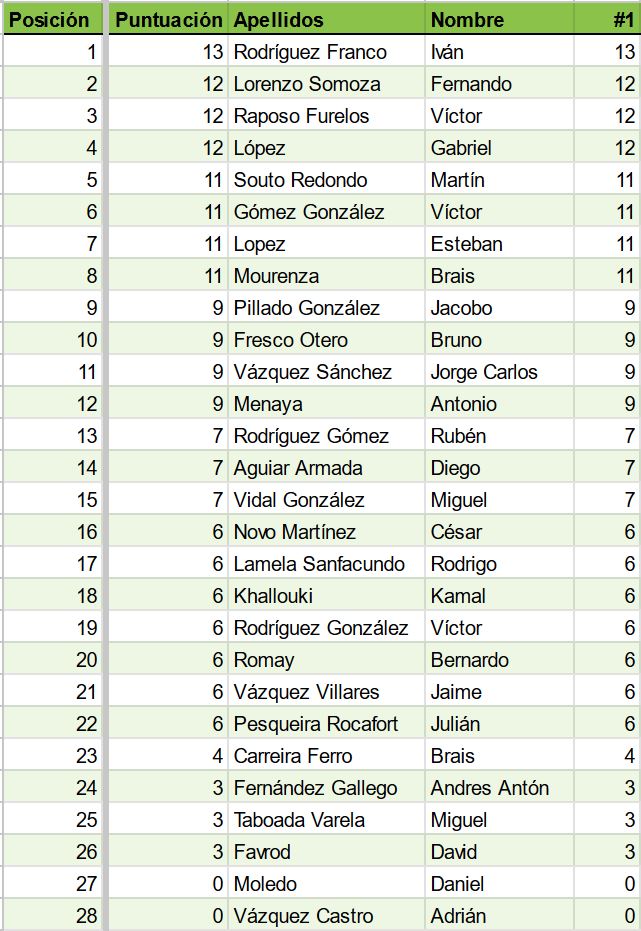 Posición Puntuación Apellidos Nombre #1
1 13 Rodríguez Franco Iván 13
2 12 Lorenzo Somoza Fernando 12
3 12 Raposo Furelos Víctor 12
4 12 López Gabriel 12
5 11 Souto Redondo Martín 11
6 11 Gómez González Víctor 11
7 11 Lopez Esteban 11
8 11 Mourenza Brais 11
9 9 Pillado González Jacobo 9
10 9 Fresco Otero Bruno 9
11 9 Vázquez Sánchez Jorge Carlos 9
12 9 Menaya Antonio 9
13 7 Rodríguez Gómez Rubén 7
14 7 Aguiar Armada Diego 7
15 7 Vidal González Miguel 7
16 6 Novo Martínez César 6
17 6 Lamela Sanfacundo Rodrigo 6
18 6 Khallouki Kamal 6
19 6 Rodríguez González Víctor 6
20 6 Romay Bernardo 6
21 6 Vázquez Villares Jaime 6
22 6 Pesqueira Rocafort Julián 6
23 4 Carreira Ferro Brais 4
24 3 Fernández Gallego Andres Antón 3
25 3 Taboada Varela Miguel 3
26 3 Favrod David 3
27 0 Moledo Daniel 0
28 0 Vázquez Castro Adrián 0